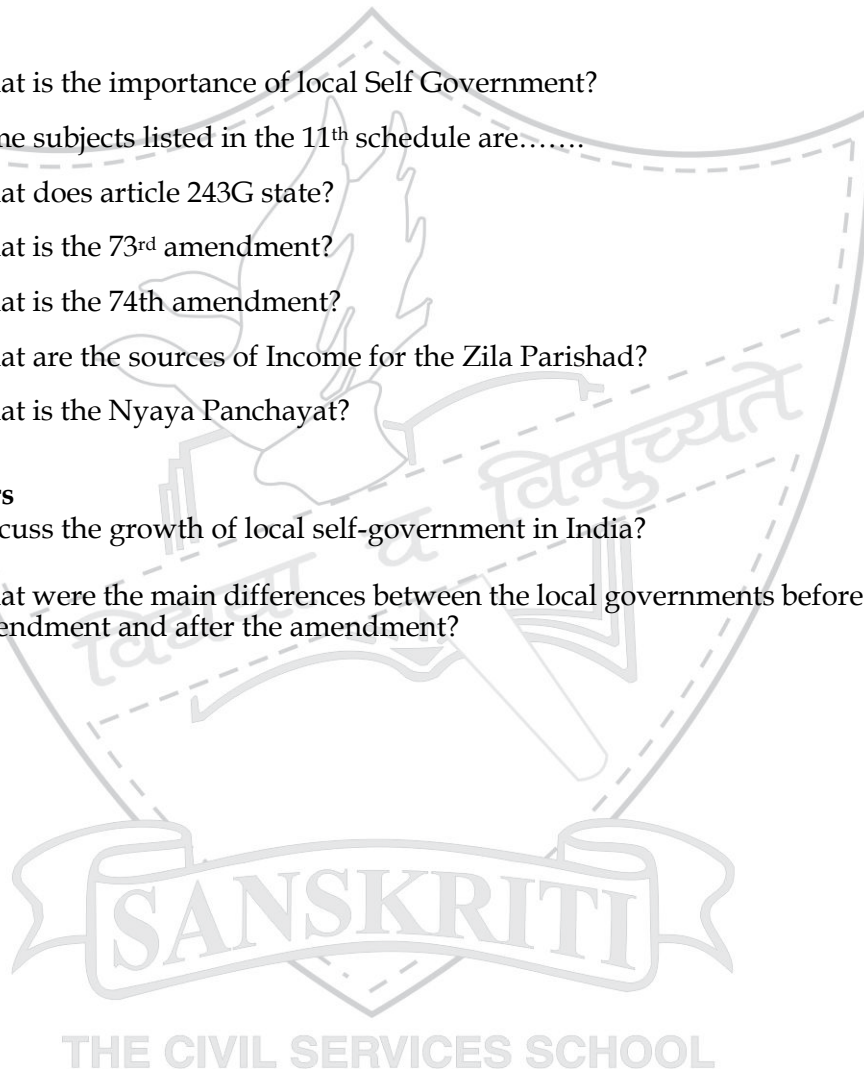 at is the importance of local Self Government?
ne subjects listed in the 11th schedule are…….
at does article 243G state?
at is the 73rd amendment?
at is the 74th amendment?
at are the sources of Income for the Zila Parishad?
at is the Nyaya Panchayat?
rs
cuss the growth of local self-government in India?
at were the main differences between the local governments before
endment and after the amendment?
विद्यया व विमुच्यते
SANSKRITI
THE CIVIL SERVICES SCHOOL